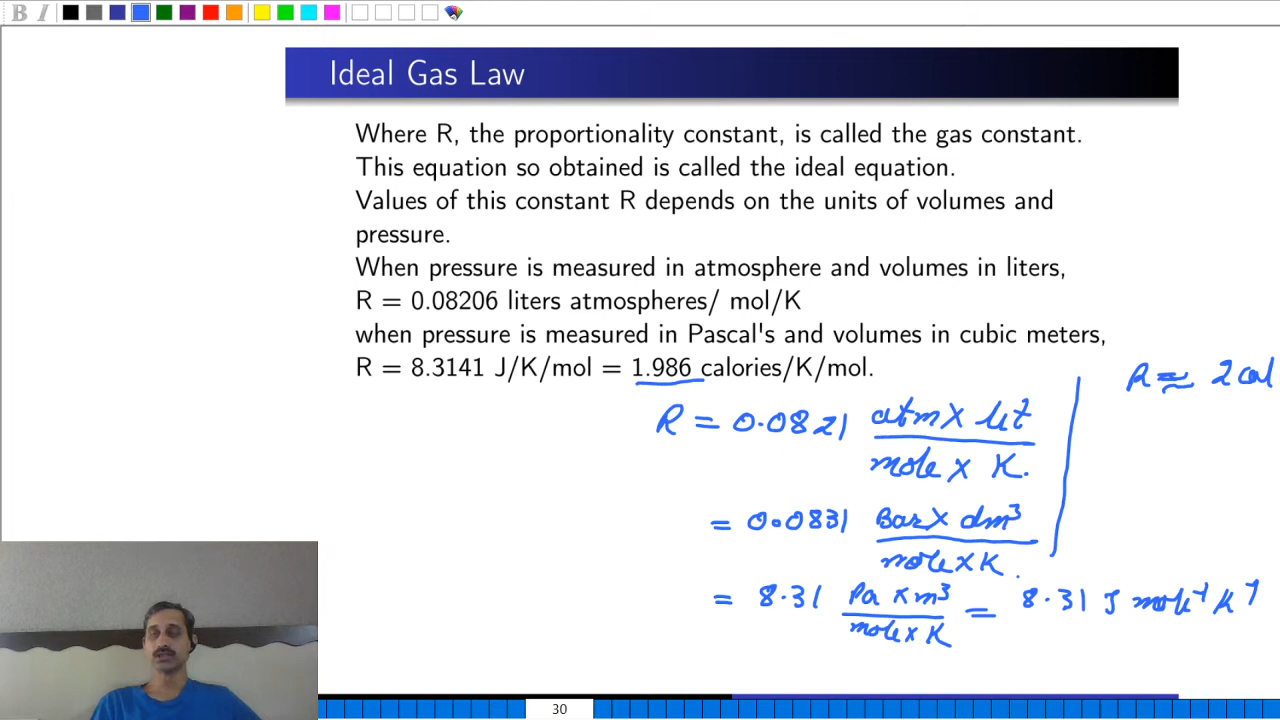 B I
Ideal Gas Law
Where R, the proportionality constant, is called the gas constant.
This equation so obtained is called the ideal equation.
Values of this constant R depends on the units of volumes and
pressure.
When pressure is measured in atmosphere and volumes in liters,
R = 0.08206 liters atmospheres/ mol/K
when pressure is measured in Pascal's and volumes in cubic meters,
R = 8.3141 J/K/mol = 1.986 calories/K/mol.
R ≈ 2 cal
R = 0.0821 atm x lit / mole x K.
= 0.0831 Bar x dm³ / mole x K.
= 8.31 Pa x m³ / mole x K = 8.31 J mole⁻¹ K⁻¹
30